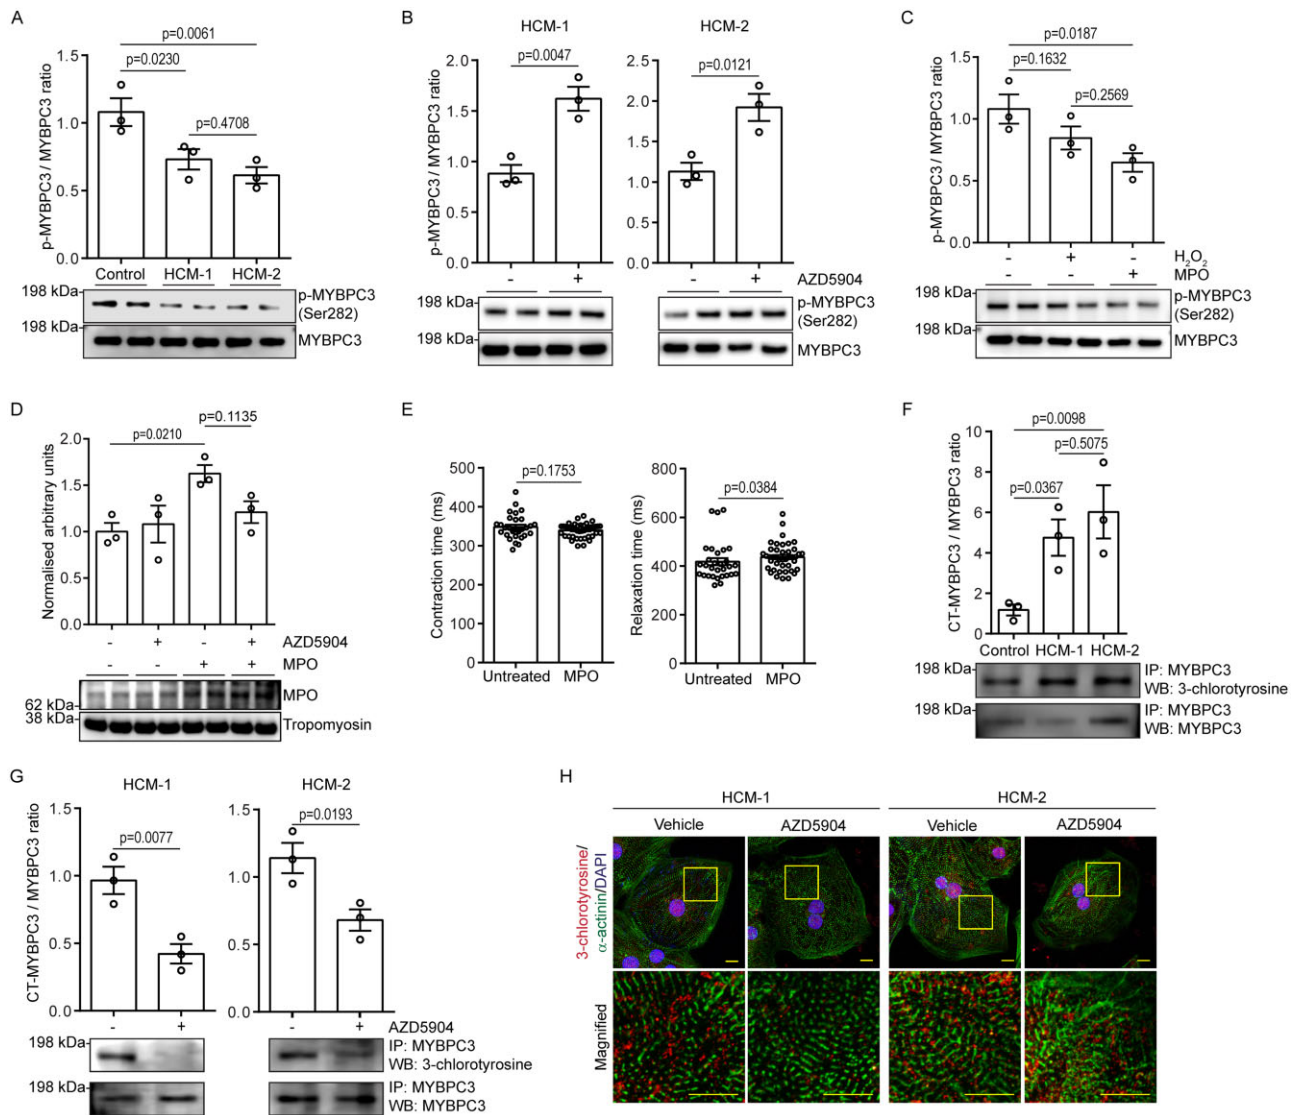 A
p=0.0061
p=0.0230
p=0.4708
p-MYBPC3 / MYBPC3 ratio
1.5
1.0
0.5
0.0
Control HCM-1 HCM-2
198 kDa
p-MYBPC3
(Ser282)
198 kDa
MYBPC3
B
HCM-1
HCM-2
p=0.0047
p=0.0121
p-MYBPC3 / MYBPC3 ratio
2.0
1.5
1.0
0.5
0.0
2.5
2.0
1.5
1.0
0.5
0.0
- + - + AZD5904
198 kDa
p-MYBPC3
(Ser282)
198 kDa
MYBPC3
C
p=0.0187
p=0.1632
p=0.2569
p-MYBPC3 / MYBPC3 ratio
1.5
1.0
0.5
0.0
- + - H2O2
- - + MPO
198 kDa
p-MYBPC3
(Ser282)
198 kDa
MYBPC3
D
p=0.1135
p=0.0210
Normalised arbitrary units
2.0
1.5
1.0
0.5
0.0
- + - + AZD5904
- - + + MPO
MPO
62 kDa
38 kDa
Tropomyosin
E
p=0.1753
Contraction time (ms)
500
400
300
200
100
0
Untreated MPO
p=0.0384
Relaxation time (ms)
800
600
400
200
0
Untreated MPO
F
p=0.0098
p=0.5075
p=0.0367
CT-MYBPC3 / MYBPC3 ratio
10
8
6
4
2
0
Control HCM-1 HCM-2
198 kDa
IP: MYBPC3
WB: 3-chlorotyrosine
198 kDa
IP: MYBPC3
WB: MYBPC3
G
HCM-1
HCM-2
p=0.0077
p=0.0193
CT-MYBPC3 / MYBPC3 ratio
1.5
1.0
0.5
0.0
1.5
1.0
0.5
0.0
- + - + AZD5904
198 kDa
IP: MYBPC3
WB: 3-chlorotyrosine
198 kDa
IP: MYBPC3
WB: MYBPC3
H
HCM-1 HCM-2
Vehicle AZD5904 Vehicle AZD5904
3-chlorotyrosine/
α-actinin/DAPI
Magnified